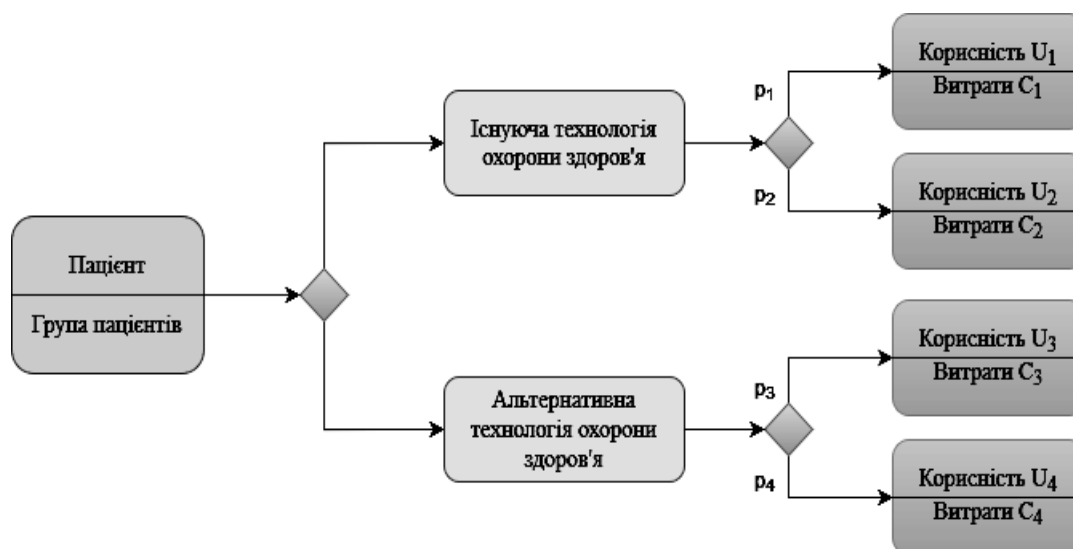 Корисність U₁
Витрати C₁
p₁
Існуюча технологія
охорони здоров'я
p₂
Корисність U₂
Витрати C₂
Пацієнт
Група пацієнтів
Корисність U₃
Витрати C₃
p₃
Альтернативна
технологія охорони
здоров'я
p₄
Корисність U₄
Витрати C₄